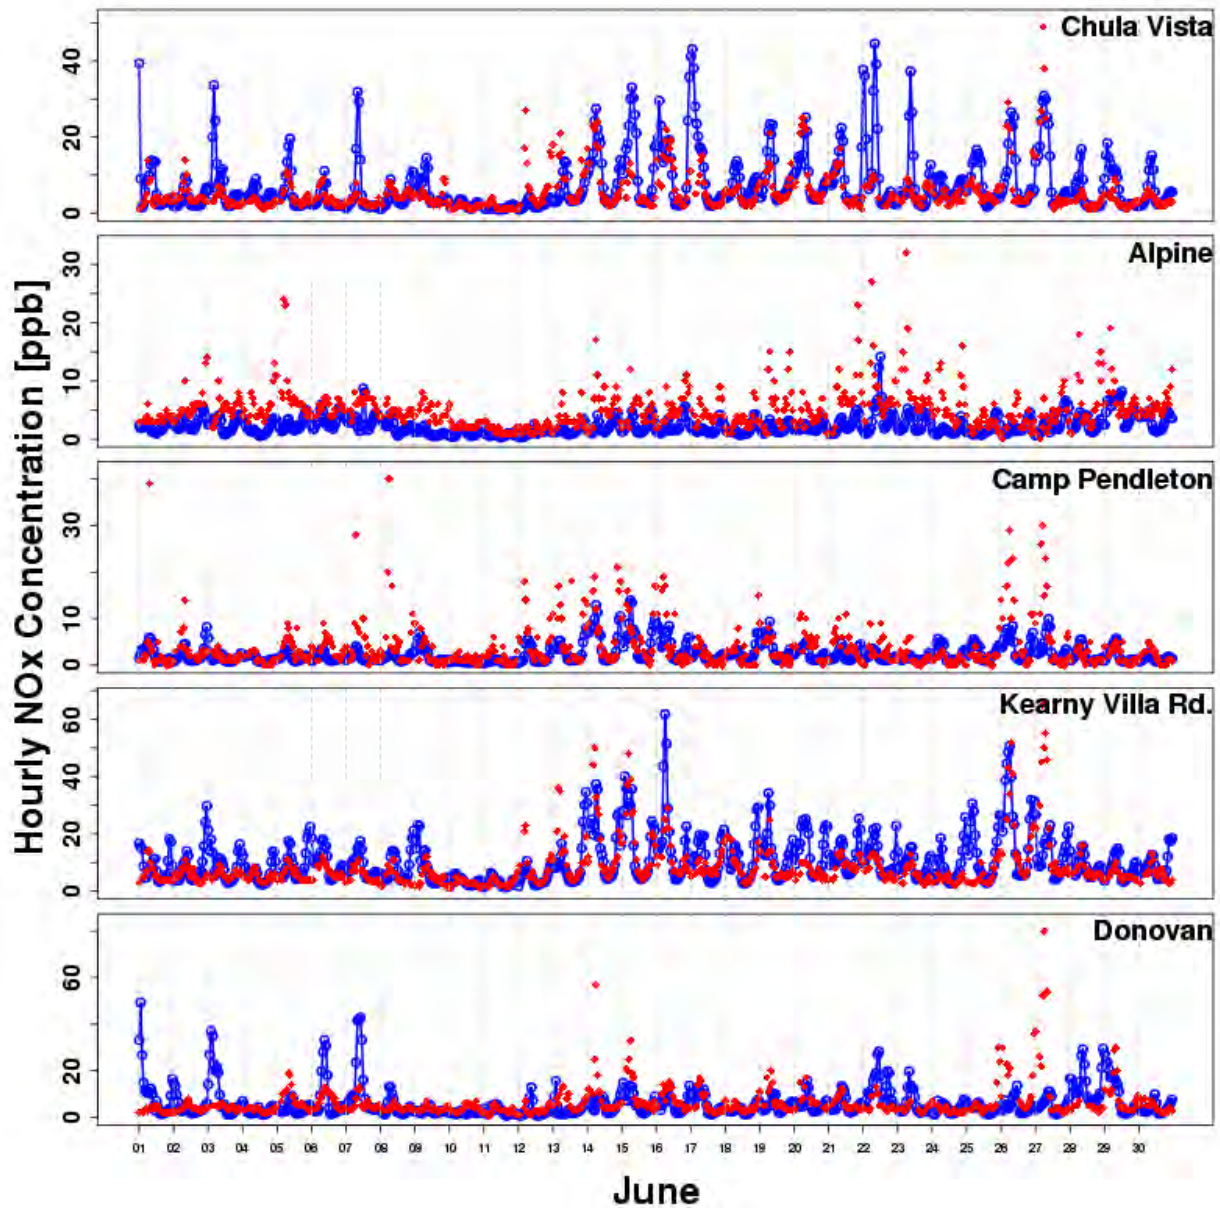 Hourly NOx Concentration [ppb]
Chula Vista
40
20
0
Alpine
30
20
10
0
Camp Pendleton
30
10
0
Kearny Villa Rd.
60
40
20
0
Donovan
60
20
0
01 02 03 04 05 06 07 08 09 10 11 12 13 14 15 16 17 18 19 20 21 22 23 24 25 26 27 28 29 30
June